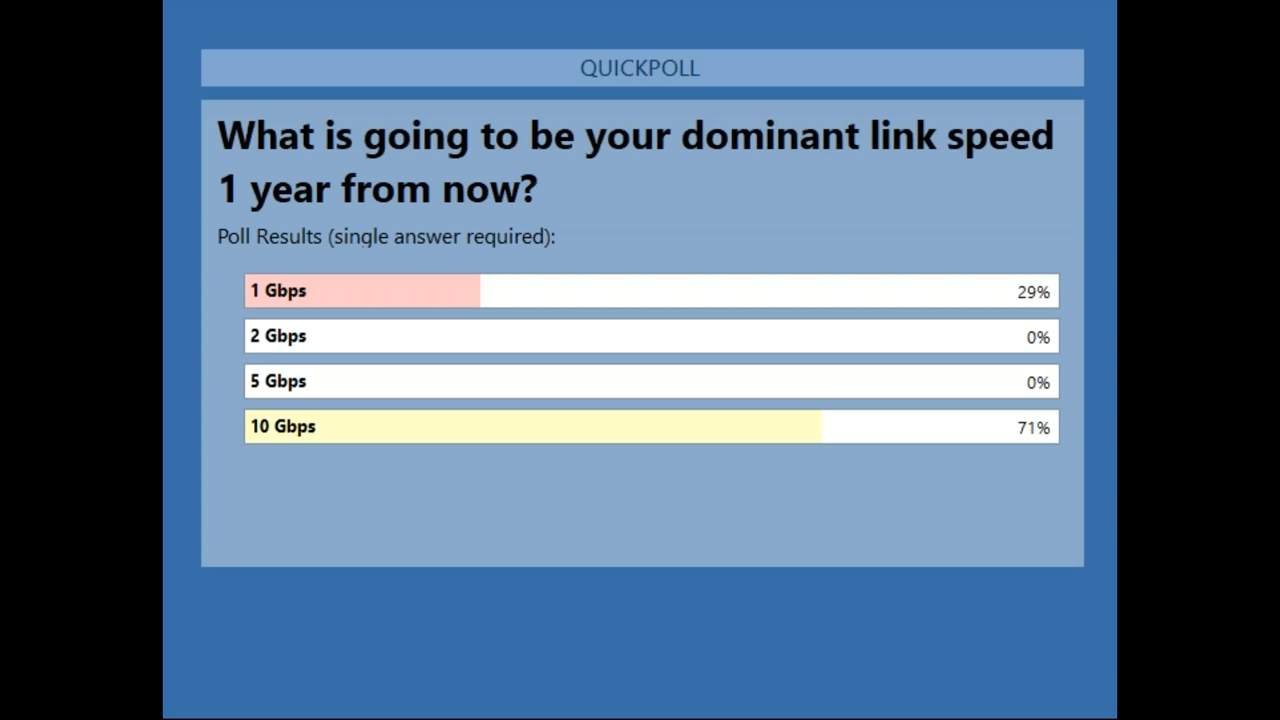 QUICKPOLL
What is going to be your dominant link speed
1 year from now?
Poll Results (single answer required):
1 Gbps 29%
2 Gbps 0%
5 Gbps 0%
10 Gbps 71%